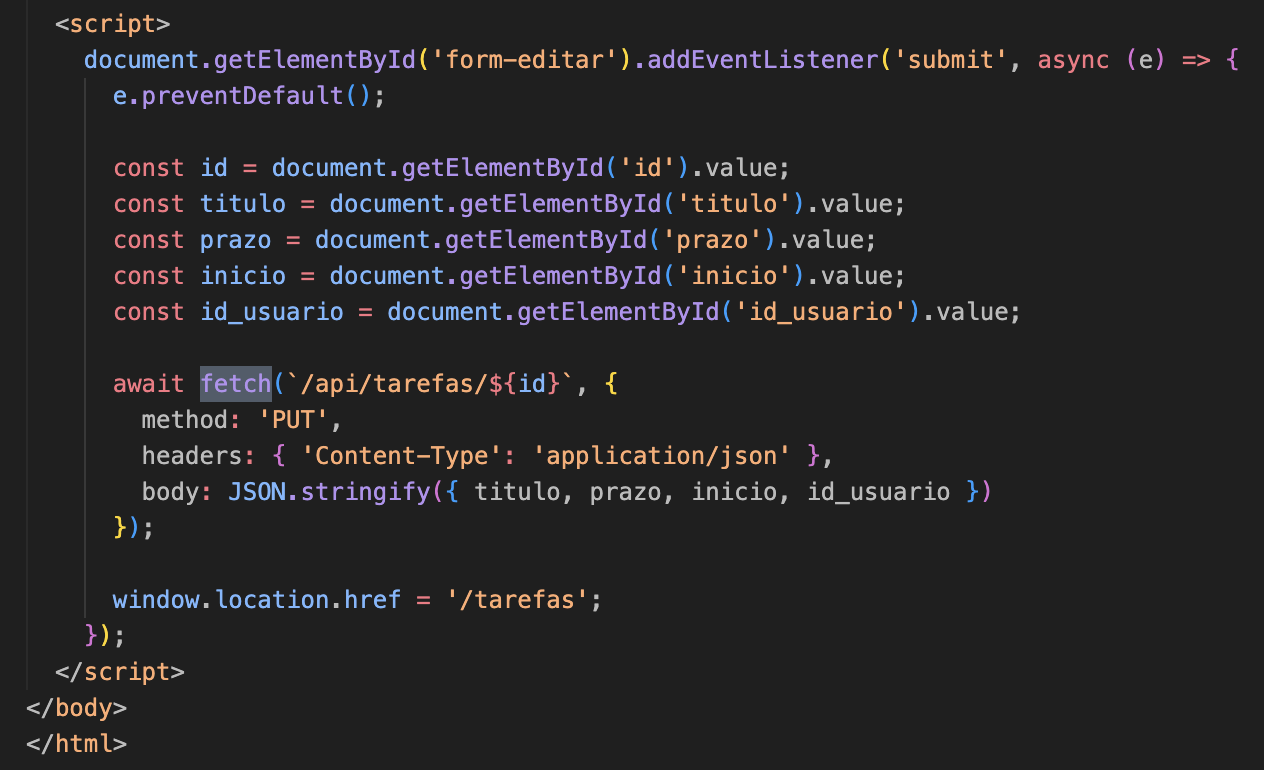 <script>
document.getElementById('form-editar').addEventListener('submit', async (e) => {
e.preventDefault();
const id = document.getElementById('id').value;
const titulo = document.getElementById('titulo').value;
const prazo = document.getElementById('prazo').value;
const inicio = document.getElementById('inicio').value;
const id_usuario = document.getElementById('id_usuario').value;
await fetch(`/api/tarefas/${id}`, {
method: 'PUT',
headers: { 'Content-Type': 'application/json' },
body: JSON.stringify({ titulo, prazo, inicio, id_usuario })
});
window.location.href = '/tarefas';
});
</script>
</body>
</html>